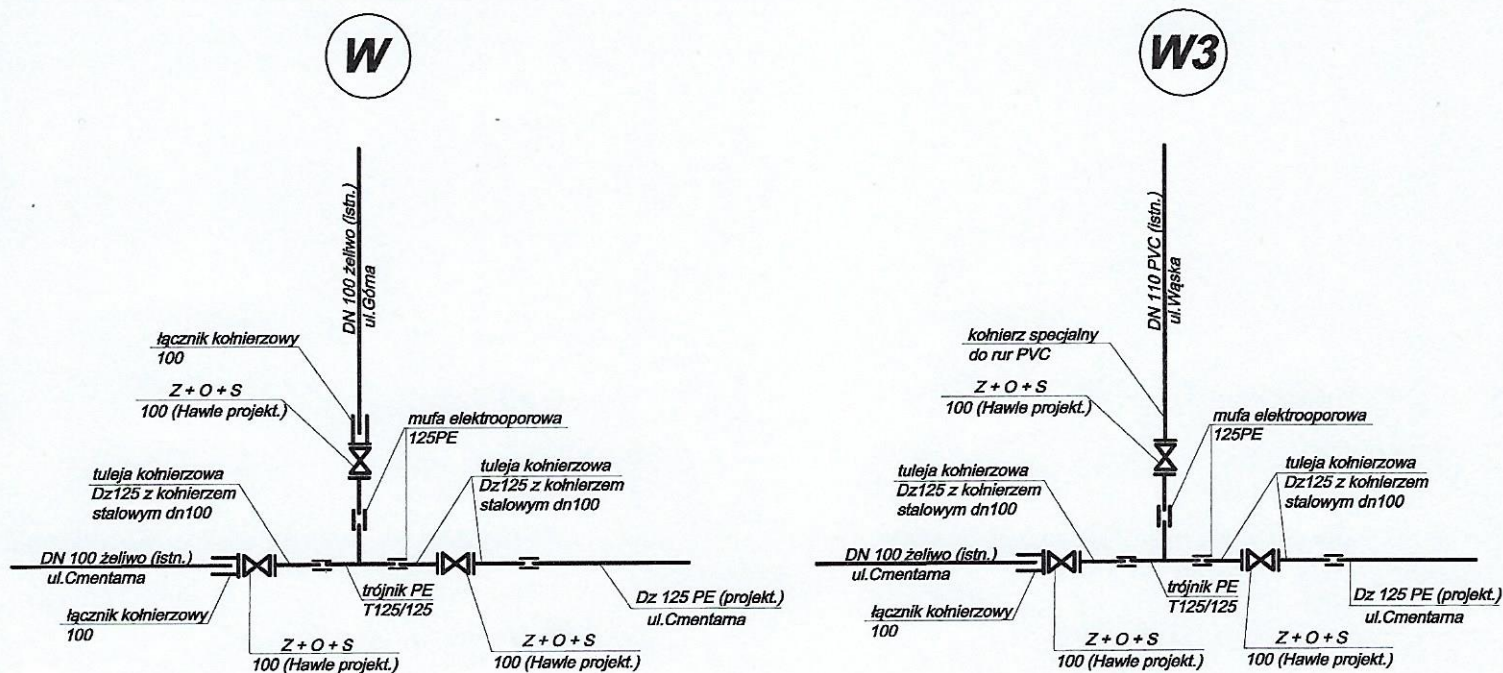 W
DN 100 żeliwo (istn.)
ul.Górna
łącznik kołnierzowy
100
Z + O + S
100 (Hawle projekt.)
mufa elektrooporowa
125PE
tuleja kołnierzowa
Dz125 z kołnierzem
stalowym dn100
tuleja kołnierzowa
Dz125 z kołnierzem
stalowym dn100
DN 100 żeliwo (istn.)
ul.Cmentarna
łącznik kołnierzowy
100
trójnik PE
T125/125
Dz 125 PE (projekt.)
ul.Cmentarna
Z + O + S
100 (Hawle projekt.)
Z + O + S
100 (Hawle projekt.)
W3
DN 110 PVC (istn.)
ul.Wąska
kołnierz specjalny
do rur PVC
Z + O + S
100 (Hawle projekt.)
mufa elektrooporowa
125PE
tuleja kołnierzowa
Dz125 z kołnierzem
stalowym dn100
tuleja kołnierzowa
Dz125 z kołnierzem
stalowym dn100
DN 100 żeliwo (istn.)
ul.Cmentarna
łącznik kołnierzowy
100
trójnik PE
T125/125
Dz 125 PE (projekt.)
ul.Cmentarna
Z + O + S
100 (Hawle projekt.)
Z + O + S
100 (Hawle projekt.)